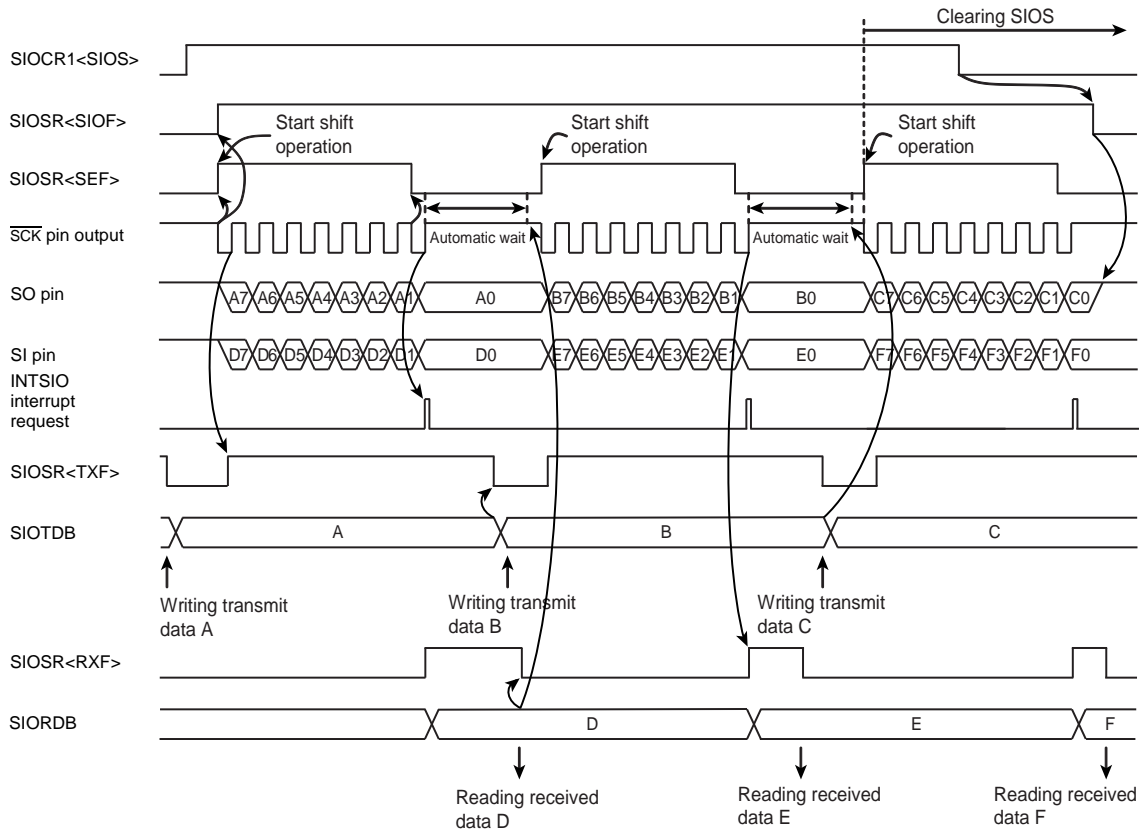 Clearing SIOS
SIOCR1<SIOS>
SIOSR<SIOF>
Start shift
operation
Start shift
operation
Start shift
operation
SIOSR<SEF>
SCK pin output
Automatic wait
Automatic wait
SO pin
A7 A6 A5 A4 A3 A2 A1 A0 B7 B6 B5 B4 B3 B2 B1 B0 C7 C6 C5 C4 C3 C2 C1 C0
SI pin
D7 D6 D5 D4 D3 D2 D1 D0 E7 E6 E5 E4 E3 E2 E1 E0 F7 F6 F5 F4 F3 F2 F1 F0
INTSIO
interrupt
request
SIOSR<TXF>
SIOTDB
A B C
Writing transmit
data A
Writing transmit
data B
Writing transmit
data C
SIOSR<RXF>
SIORDB
D E F
Reading received
data D
Reading received
data E
Reading received
data F